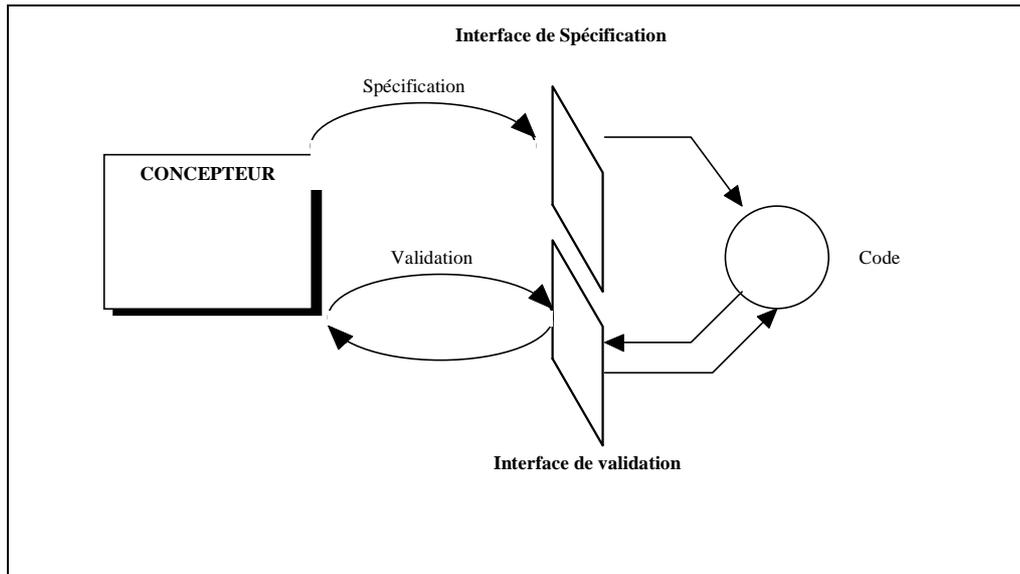 Interface de Spécification
Spécification
CONCEPTEUR
Validation
Code
Interface de validation